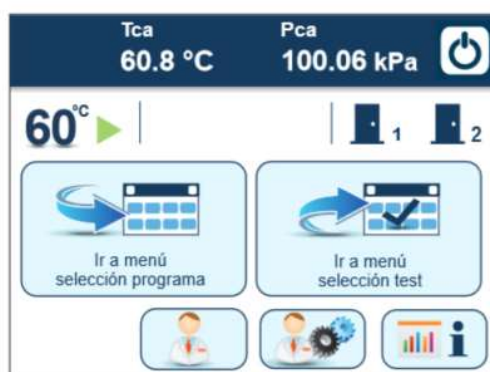 Tca Pca
60.8 °C 100.06 kPa
60°C 1 2
Ir a menú Ir a menú
selección programa selección test
i